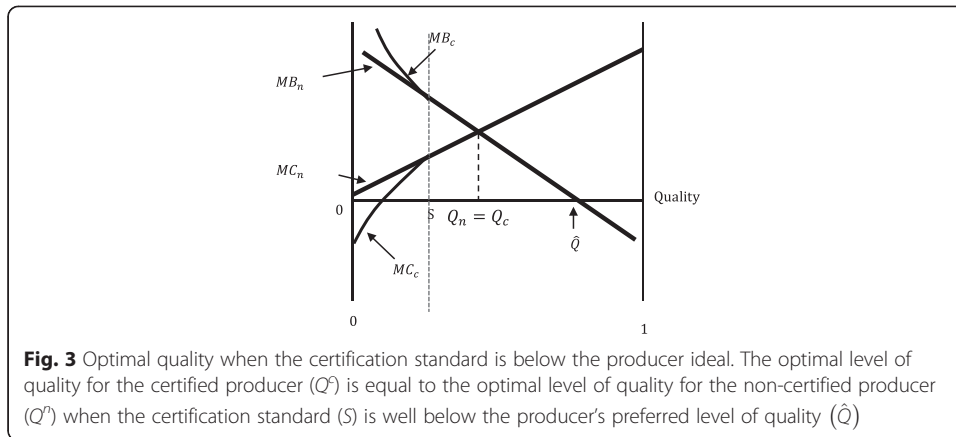 MB_c
MB_n
MC_n
0
S
Q_n = Q_c
Quality
Q̂
MC_c
0
1
Fig. 3 Optimal quality when the certification standard is below the producer ideal. The optimal level of
quality for the certified producer (Q^c) is equal to the optimal level of quality for the non-certified producer
(Q^n) when the certification standard (S) is well below the producer's preferred level of quality (Q̂)